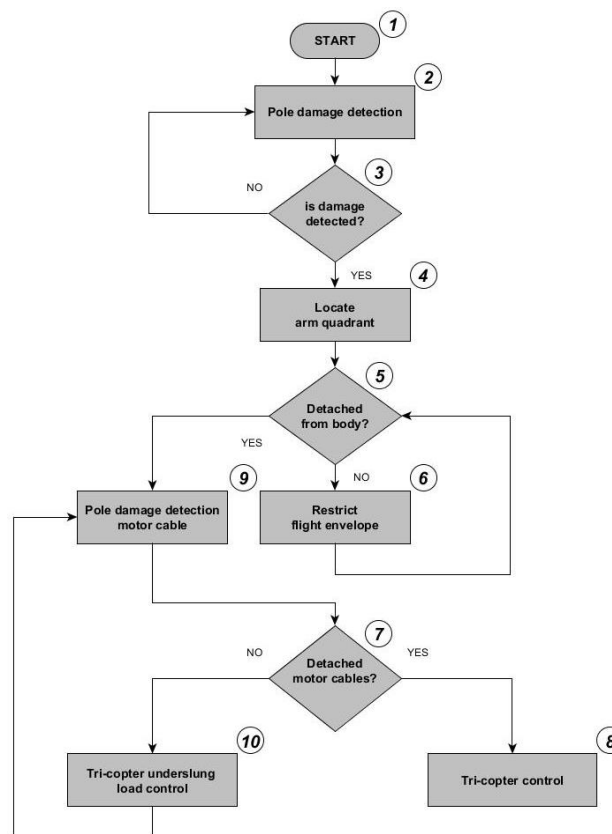 1
START
2
Pole damage detection
3
NO
is damage
detected?
YES
4
Locate
arm quadrant
5
Detached
from body?
YES
NO
9
6
Pole damage detection
motor cable
Restrict
flight envelope
7
NO
YES
Detached
motor cables?
10
8
Tri-copter underslung
load control
Tri-copter control